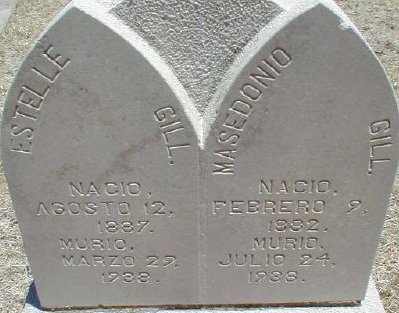 ESTELLE GILL.
NACIO,
AGOSTO 12,
1887.
MURIO,
MARZO 29,
1938.
MASEDONIO GILL.
NACIO,
FEBRERO 9,
1882.
MURIO,
JULIO 24,
1938.